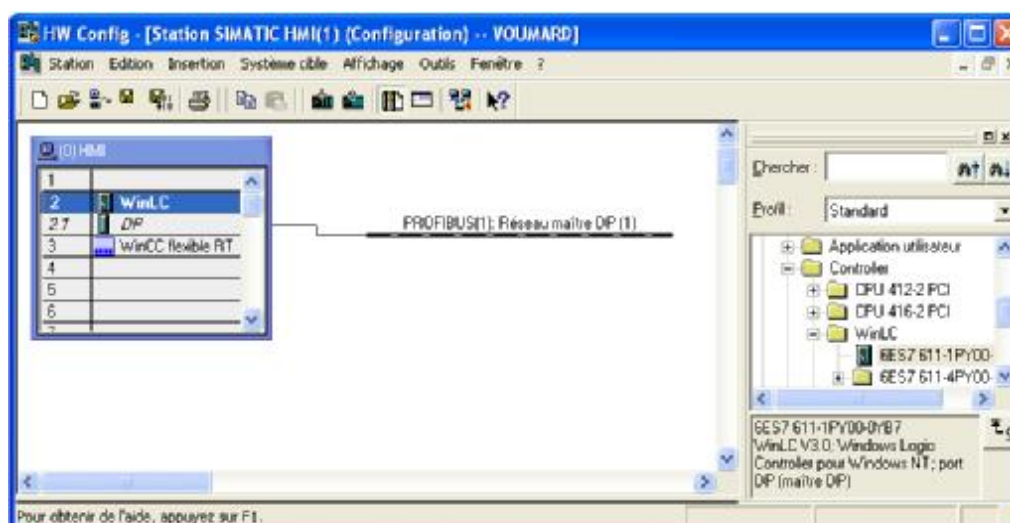 HW Config - [Station SIMATIC HMI(1) (Configuration) -- VOUMARD]
Station Edition Insertion Système cible Affichage Outils Fenêtre ?
(0) HMI
1
2 WinLC
2.1 DP
3 WinCC flexible RT
4
5
6
7
PROFIBUS(1): Réseau maître DP (1)
Chercher :
Profil : Standard
Application utilisateur
Controller
CPU 412-2 PCI
CPU 416-2 PCI
WinLC
6ES7 611-1PY00-
6ES7 611-4PY00-
6ES7 611-1PY00-0YB7
WinLC V3.0; Windows Logic
Controller pour Windows NT; port
DP (maître DP)
Pour obtenir de l'aide, appuyez sur F1.